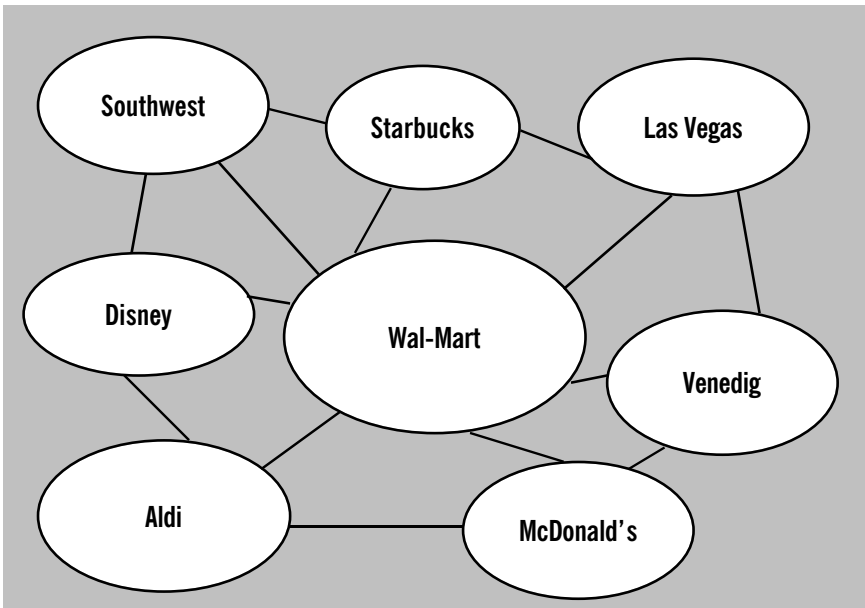 Southwest
Starbucks
Las Vegas
Disney
Wal-Mart
Venedig
Aldi
McDonald's